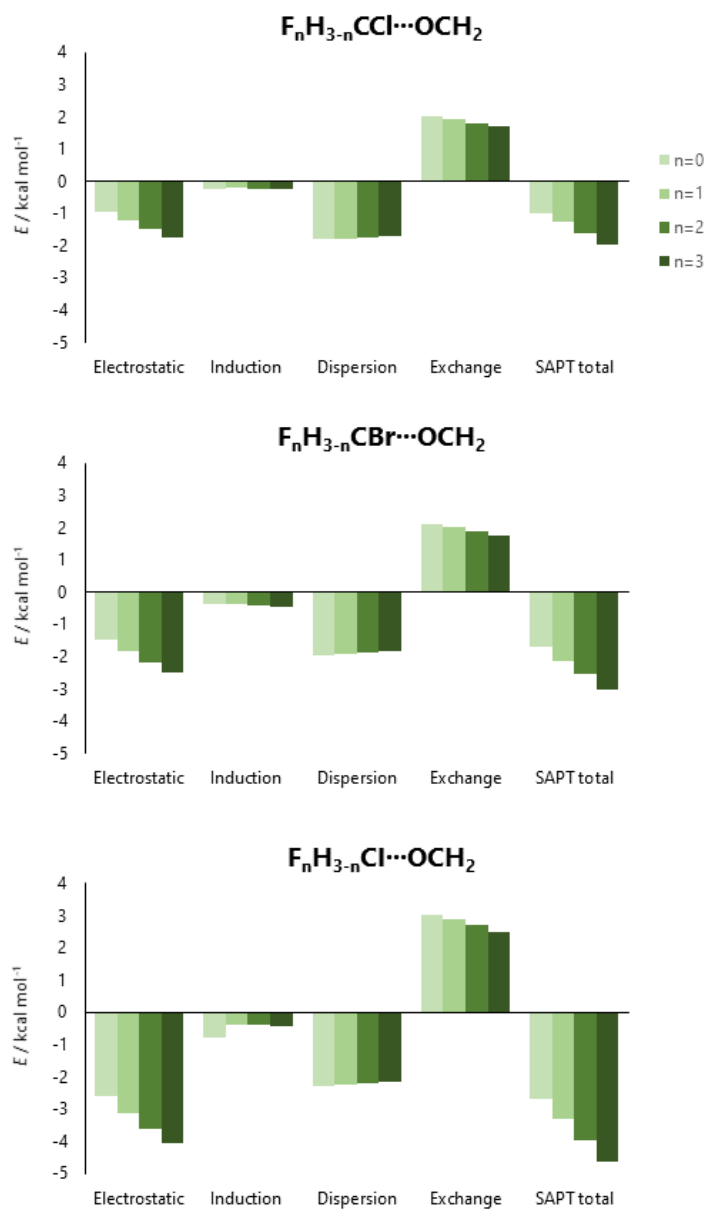 FₙH₃₋ₙCCl···OCH₂
4
3
2
1
0
-1
-2
-3
-4
-5
E / kcal mol⁻¹
Electrostatic Induction Dispersion Exchange SAPT total
n=0
n=1
n=2
n=3
FₙH₃₋ₙCBr···OCH₂
4
3
2
1
0
-1
-2
-3
-4
-5
E / kcal mol⁻¹
Electrostatic Induction Dispersion Exchange SAPT total
FₙH₃₋ₙCI···OCH₂
4
3
2
1
0
-1
-2
-3
-4
-5
E / kcal mol⁻¹
Electrostatic Induction Dispersion Exchange SAPT total